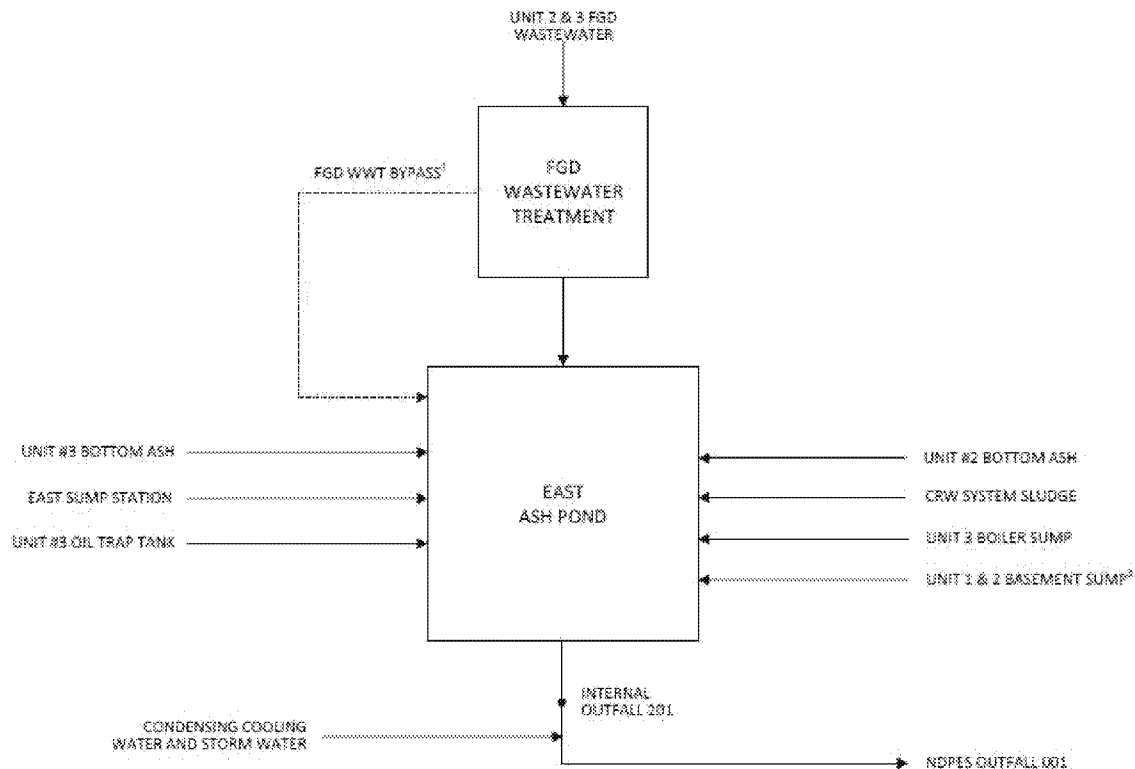 UNIT 2 & 3 FGD
WASTEWATER
FGD WWT BYPASS¹
FGD
WASTEWATER
TREATMENT
UNIT #3 BOTTOM ASH
EAST SUMP STATION
UNIT #3 OIL TRAP TANK
EAST
ASH POND
UNIT #2 BOTTOM ASH
CRW SYSTEM SLUDGE
UNIT 3 BOILER SUMP
UNIT 1 & 2 BASEMENT SUMP²
INTERNAL
OUTFALL 201
CONDENSING COOLING
WATER AND STORM WATER
NDPES OUTFALL 001